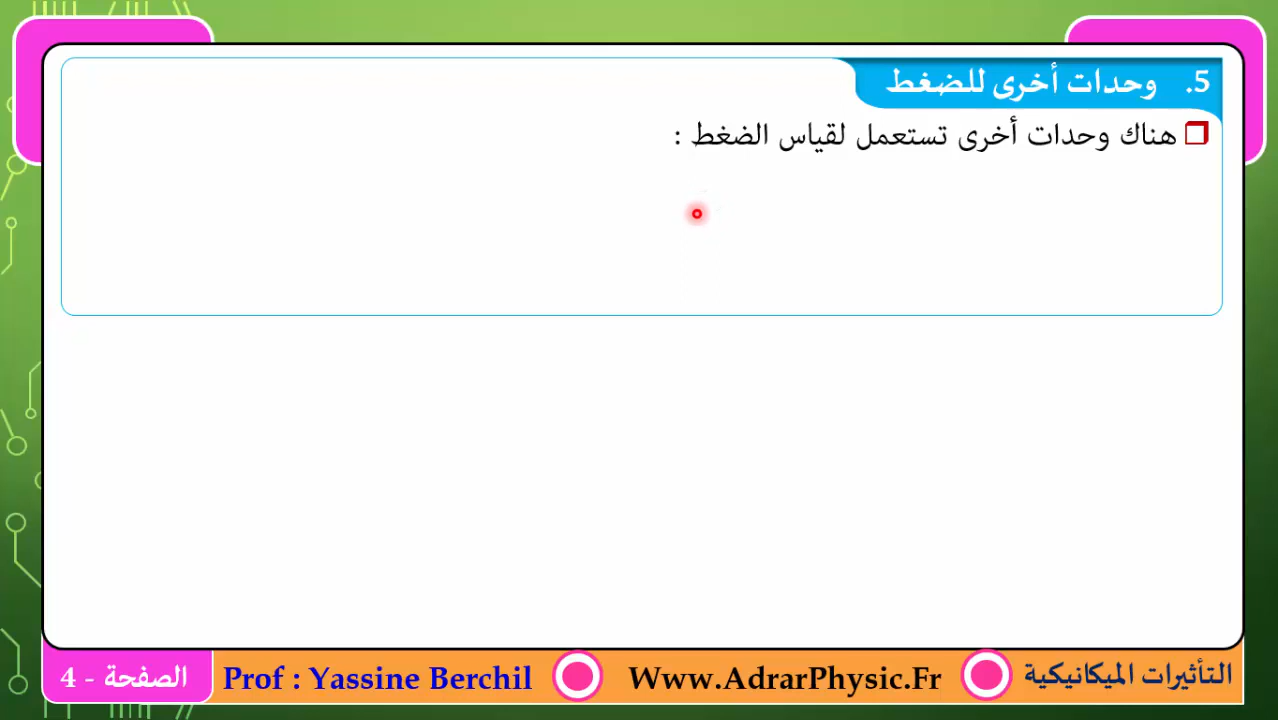 5. وحدات أخرى للضغط
هناك وحدات أخرى تستعمل لقياس الضغط :
التأثيرات الميكانيكية
Www.AdrarPhysic.Fr
Prof : Yassine Berchil
الصفحة - 4